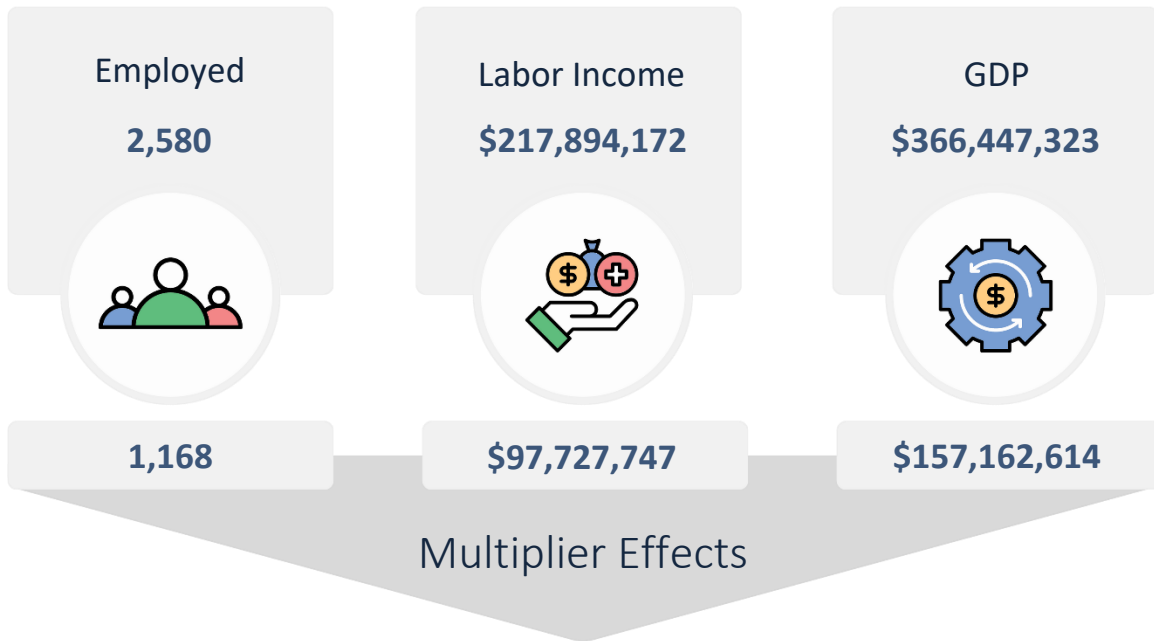 Employed
2,580
Labor Income
$217,894,172
GDP
$366,447,323
$
$
1,168
$97,727,747
$157,162,614
Multiplier Effects